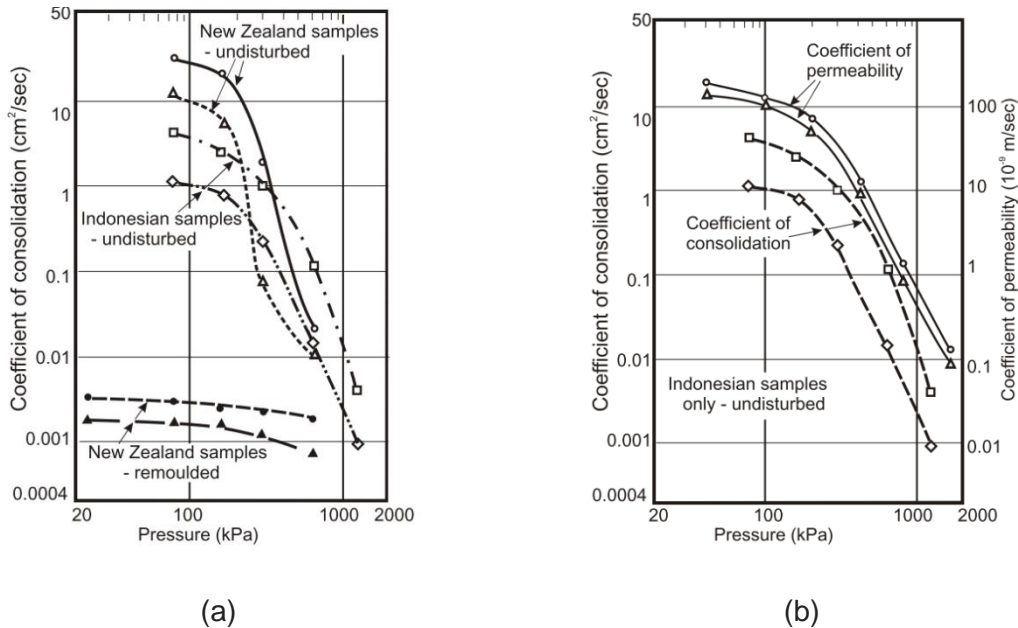 50
10
1
0.1
0.01
0.001
0.0004
Coefficient of consolidation (cm²/sec)
New Zealand samples
- undisturbed
Indonesian samples
- undisturbed
New Zealand samples
- remoulded
20
100
1000
2000
Pressure (kPa)
(a)
50
10
1
0.1
0.01
0.001
0.0004
Coefficient of consolidation (cm²/sec)
Coefficient of
permeability
Coefficient of
consolidation
Indonesian samples
only - undisturbed
100
10
1
0.1
0.01
Coefficient of permeability (10⁻⁹ m/sec)
20
100
1000
2000
Pressure (kPa)
(b)